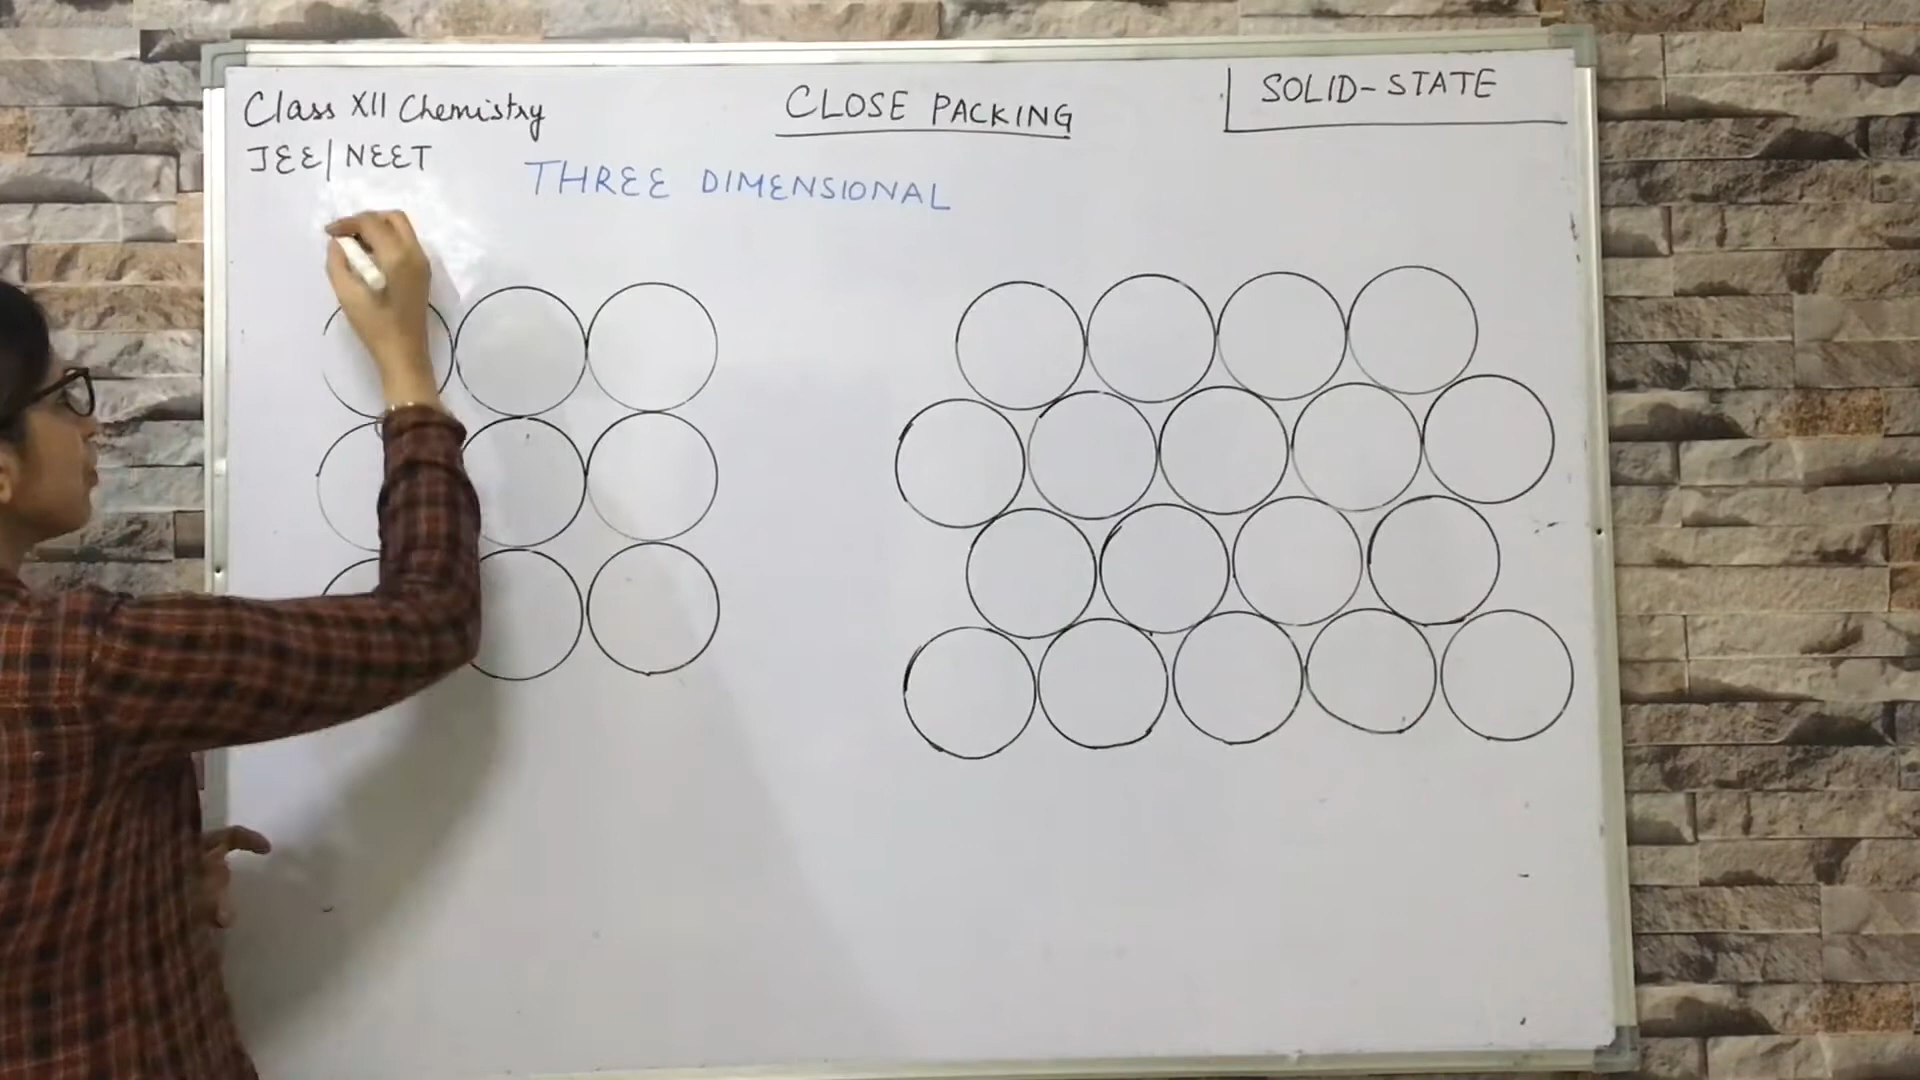 Class XII Chemistry
JEE/NEET
CLOSE PACKING
SOLID-STATE
THREE DIMENSIONAL